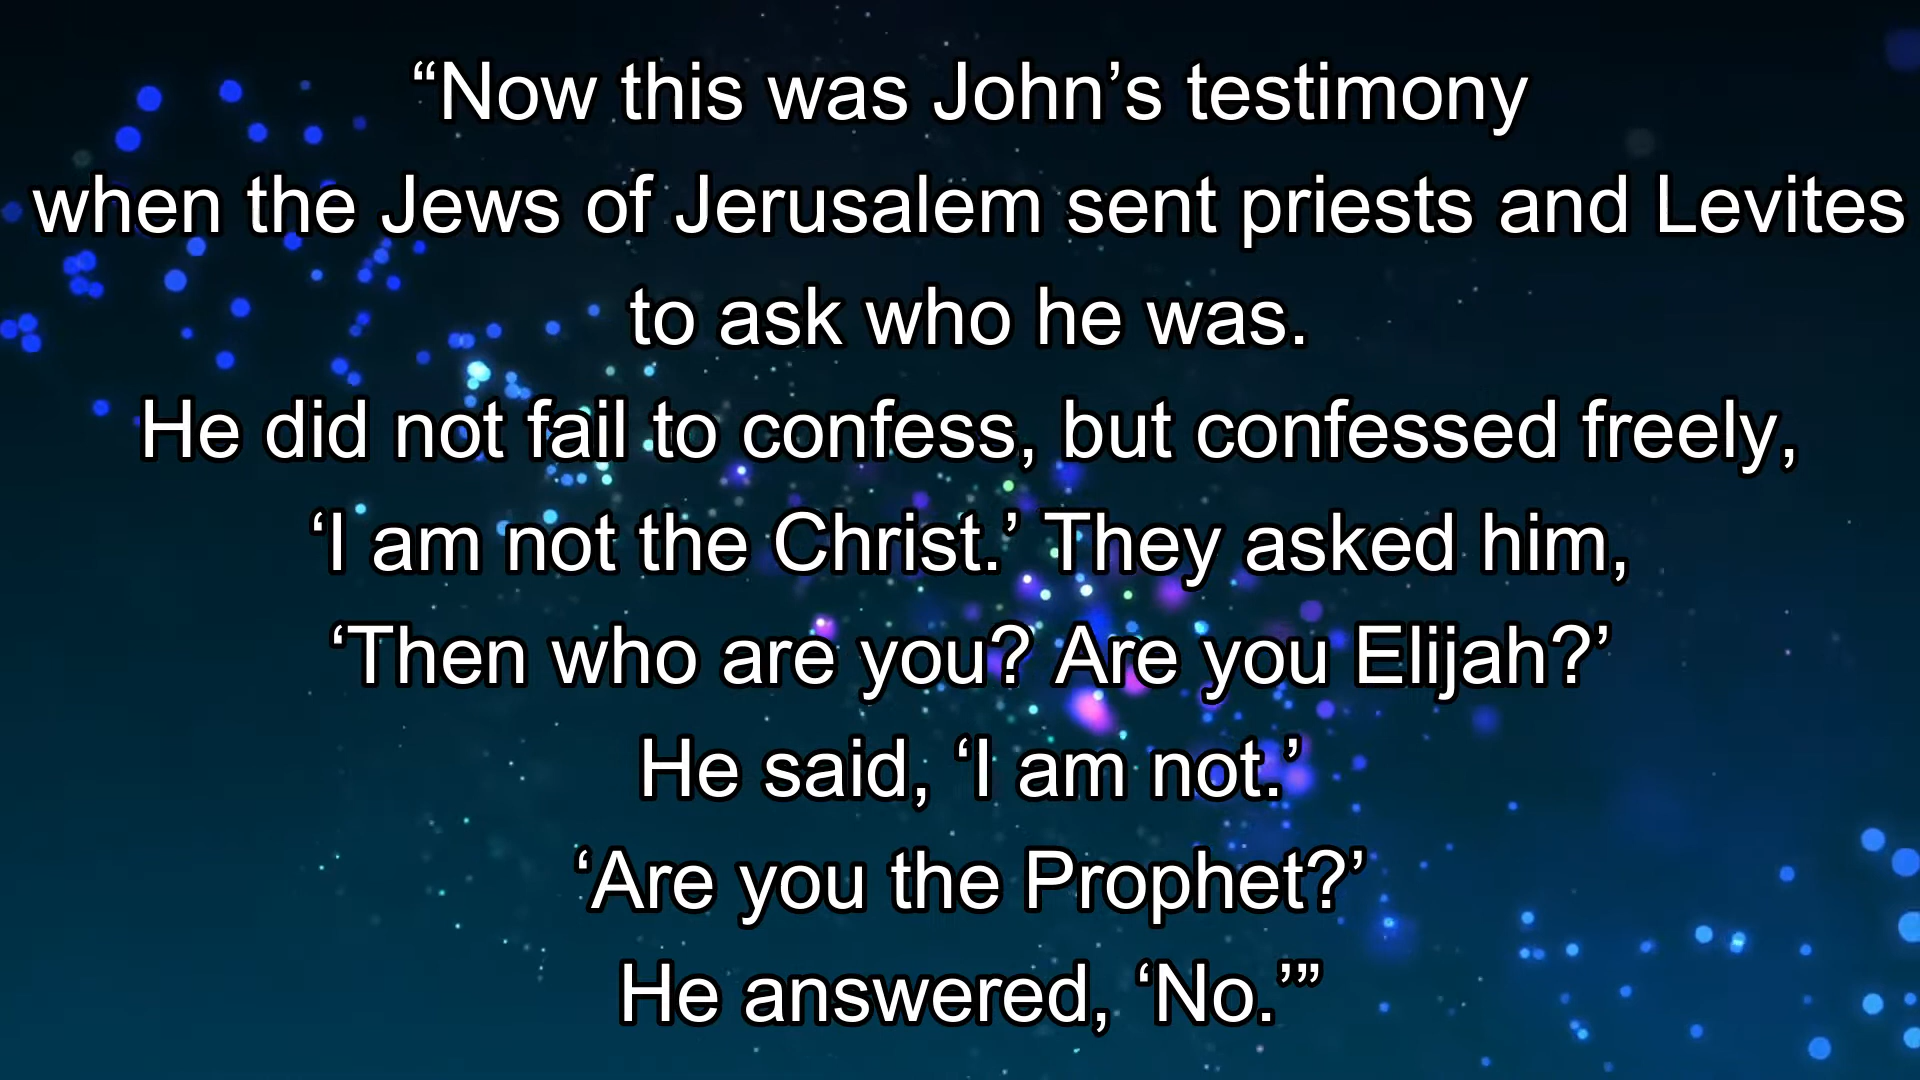 “Now this was John’s testimony
when the Jews of Jerusalem sent priests and Levites
to ask who he was.
He did not fail to confess, but confessed freely,
‘I am not the Christ.’ They asked him,
‘Then who are you? Are you Elijah?’
He said, ‘I am not.’
‘Are you the Prophet?’
He answered, ‘No.’”